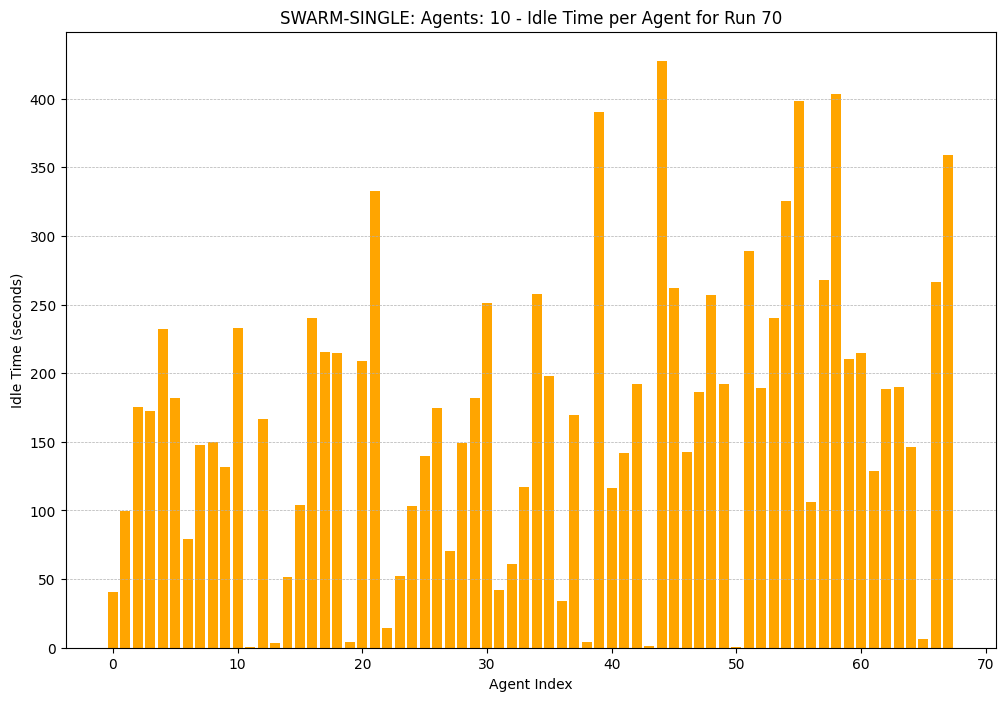 SWARM-SINGLE: Agents: 10 - Idle Time per Agent for Run 70
Idle Time (seconds)
400
350
300
250
200
150
100
50
0
0 10 20 30 40 50 60 70
Agent Index